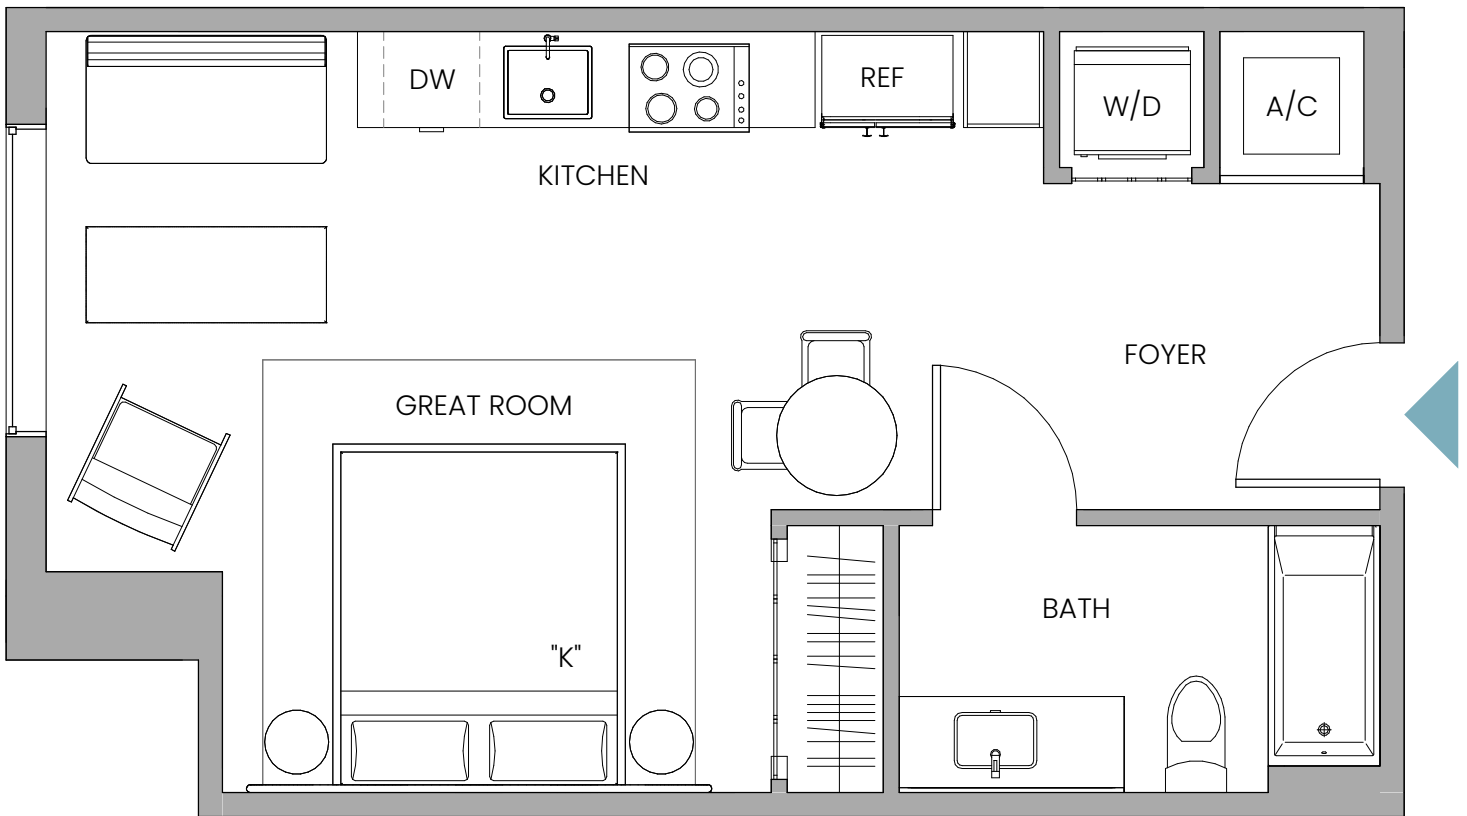 DW
REF
W/D
A/C
KITCHEN
FOYER
GREAT ROOM
BATH
"K"